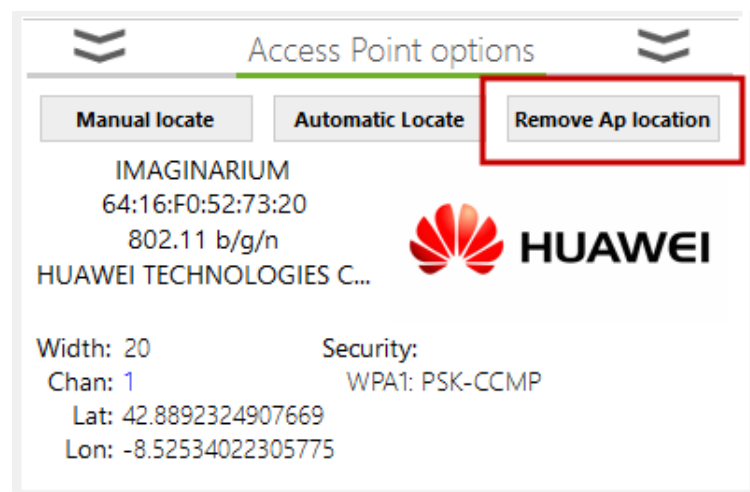 Access Point options
Manual locate
Automatic Locate
Remove Ap location
IMAGINARIUM
64:16:F0:52:73:20
802.11 b/g/n
HUAWEI TECHNOLOGIES C...
HUAWEI
Width: 20
Security:
Chan: 1
WPA1: PSK-CCMP
Lat: 42.8892324907669
Lon: -8.52534022305775